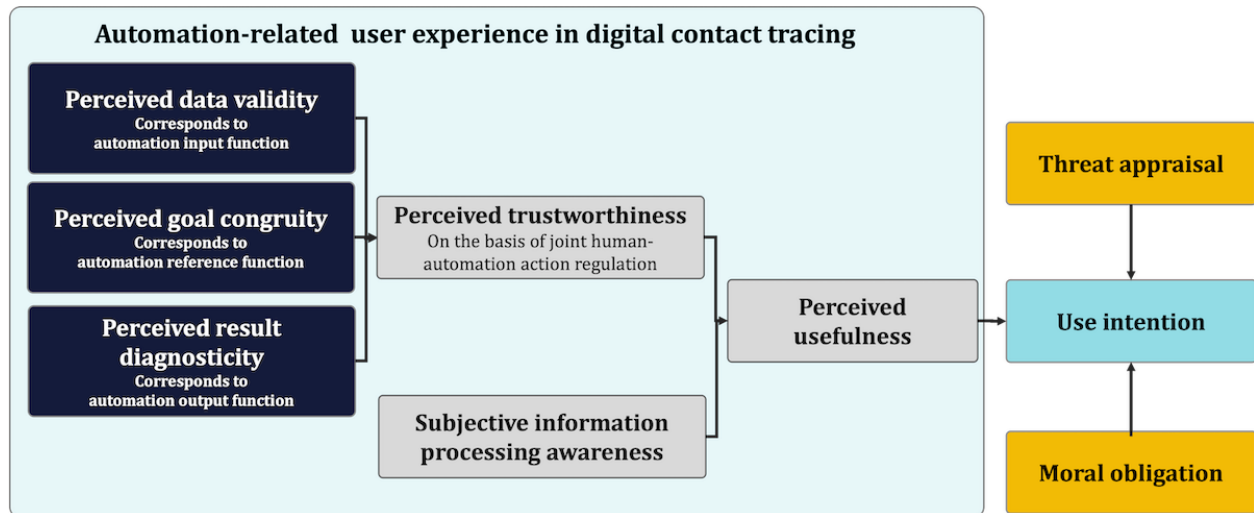 Automation-related user experience in digital contact tracing
Perceived data validity
Corresponds to
automation input function
Perceived goal congruity
Corresponds to
automation reference function
Perceived result
diagnosticity
Corresponds to
automation output function
Perceived trustworthiness
On the basis of joint human-
automation action regulation
Subjective information
processing awareness
Perceived
usefulness
Threat appraisal
Use intention
Moral obligation